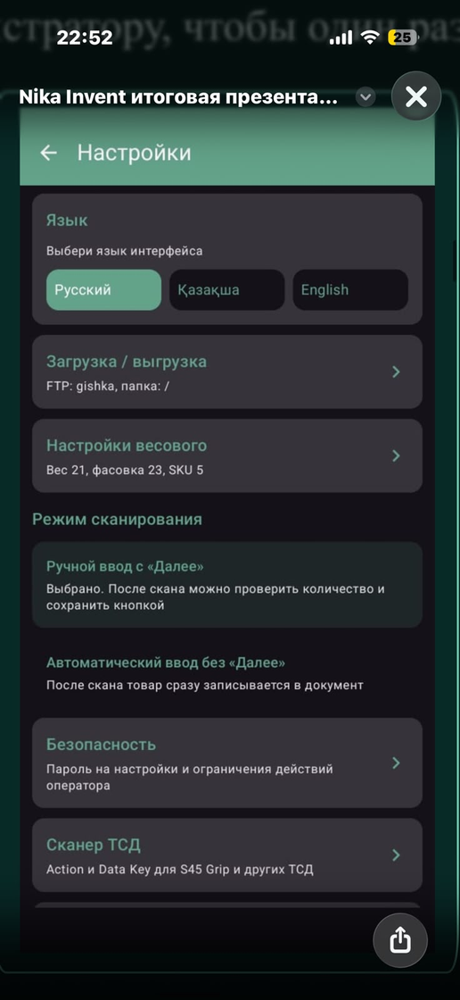 стратору, чтобы один раз
22:52
25
Nika Invent итоговая презента...
Настройки
Язык
Выбери язык интерфейса
Русский
Қазақша
English
Загрузка / выгрузка
FTP: gishka, папка: /
Настройки весового
Вес 21, фасовка 23, SKU 5
Режим сканирования
Ручной ввод с «Далее»
Выбрано. После скана можно проверить количество и
сохранить кнопкой
Автоматический ввод без «Далее»
После скана товар сразу записывается в документ
Безопасность
Пароль на настройки и ограничения действий
оператора
Сканер ТСД
Action и Data Key для S45 Grip и других ТСД